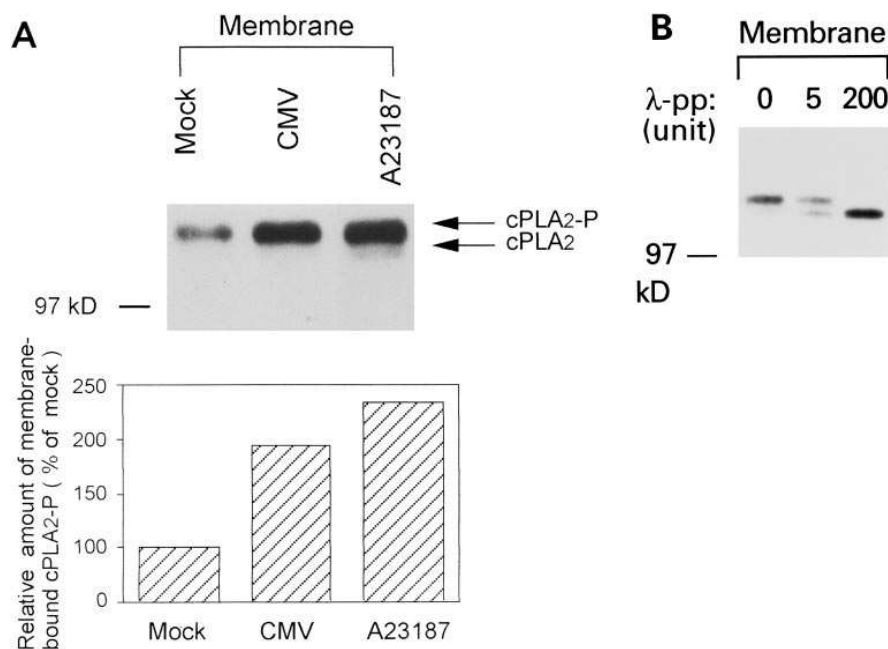 A
Membrane
Mock
CMV
A23187
cPLA2-P
cPLA2
97 kD
Relative amount of membrane-
bound cPLA2-P ( % of mock )
250
200
150
100
0
Mock
CMV
A23187
B
Membrane
λ-pp: 0 5 200
(unit)
97
kD